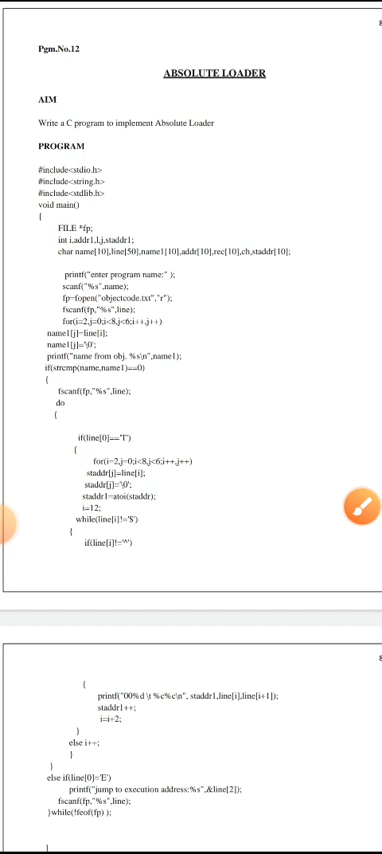 8
Pgm.No.12
ABSOLUTE LOADER
AIM
Write a C program to implement Absolute Loader
PROGRAM
#include<stdio.h>
#include<string.h>
#include<stdlib.h>
void main()
{
FILE *fp;
int i,addr1,l,j,staddr1;
char name[10],line[50],name1[10],addr[10],rec[10],ch,staddr[10];
printf("enter program name:" );
scanf("%s",name);
fp=fopen("objectcode.txt","r");
fscanf(fp,"%s",line);
for(i=2,j=0;i<8,j<6;i++,j++)
name1[j]=line[i];
name1[j]='\0';
printf("name from obj. %s\n",name1);
if(strcmp(name,name1)==0)
{
fscanf(fp,"%s",line);
do
{
if(line[0]=='T')
{
for(i=2,j=0;i<8,j<6;i++,j++)
staddr[j]=line[i];
staddr[j]='\0';
staddr1=atoi(staddr);
i=12;
while(line[i]!='$')
{
if(line[i]!='^')
8
{
printf("00%d \t %c%c\n", staddr1,line[i],line[i+1]);
staddr1++;
i=i+2;
}
else i++;
}
}
else if(line[0]='E')
printf("jump to execution address:%s",&line[2]);
fscanf(fp,"%s",line);
}while(!feof(fp) );
}